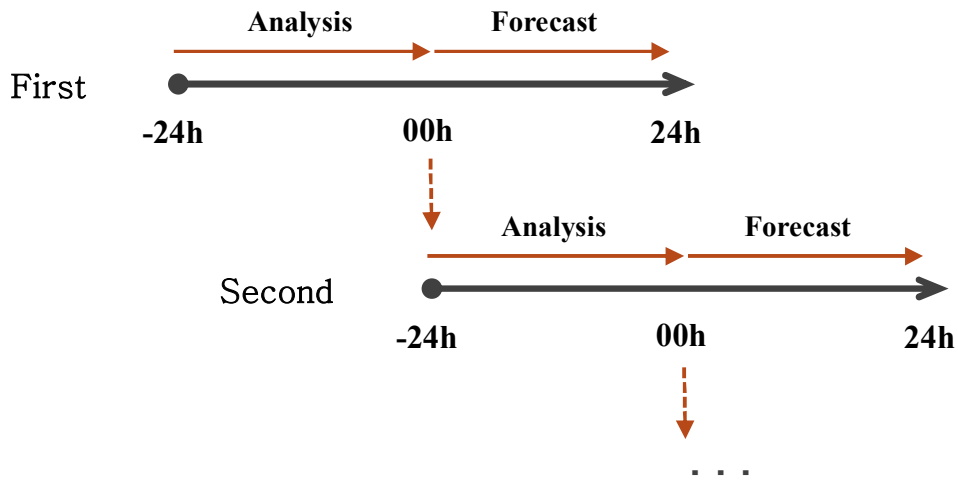 Analysis Forecast
First
-24h 00h 24h
Analysis Forecast
Second
-24h 00h 24h
. . .